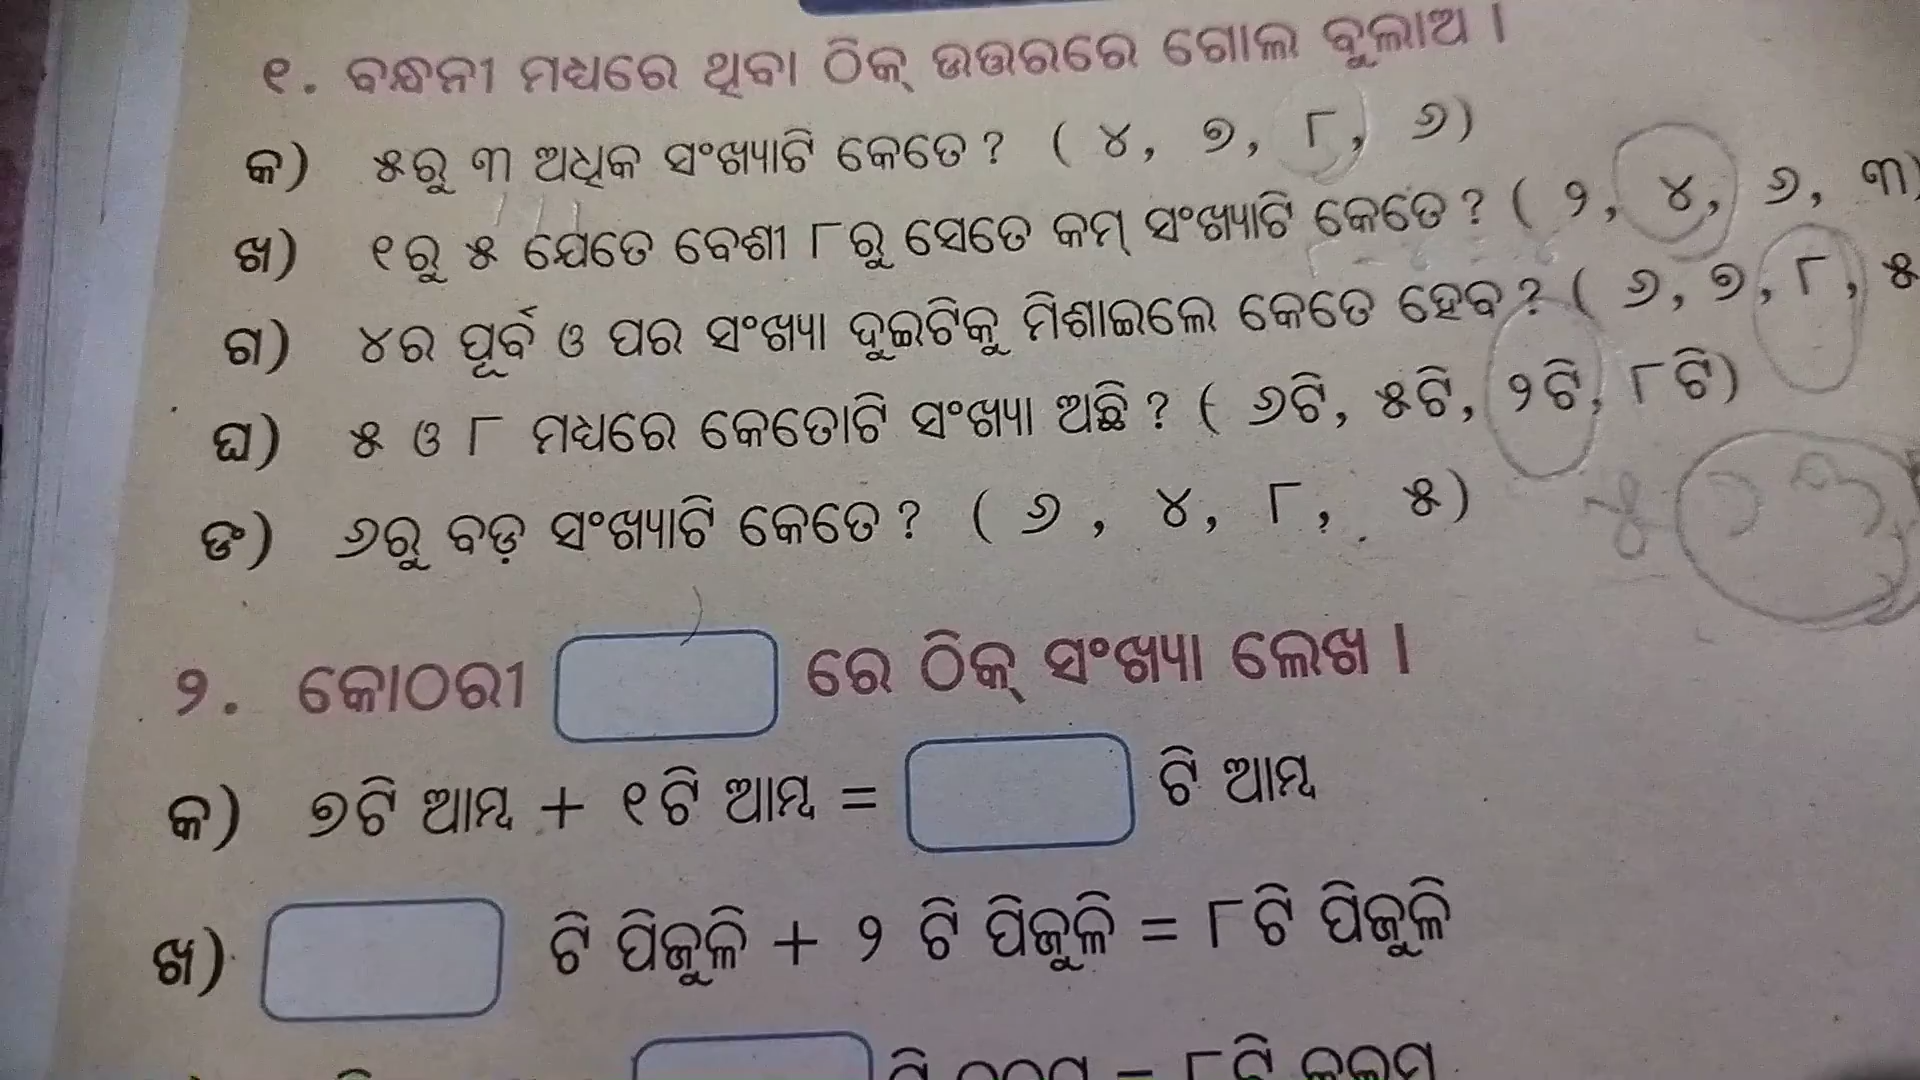 ୧. ବନ୍ଧନୀ ମଧ୍ୟରେ ଥିବା ଠିକ୍ ଉତ୍ତରରେ ଗୋଲ ବୁଲାଅ ।
କ) ୫ରୁ ୩ ଅଧିକ ସଂଖ୍ୟାଟି କେତେ ? ( ୪, ୭, ୮, ୬)
ଖ) ୧ରୁ ୫ ଯେତେ ବେଶୀ ୮ରୁ ସେତେ କମ୍ ସଂଖ୍ୟାଟି କେତେ ? ( ୨, ୪, ୬, ୩)
ଗ) ୪ର ପୂର୍ବ ଓ ପର ସଂଖ୍ୟା ଦୁଇଟିକୁ ମିଶାଇଲେ କେତେ ହେବ ? ( ୬, ୭, ୮, ୫
ଘ) ୫ ଓ ୮ ମଧ୍ୟରେ କେତୋଟି ସଂଖ୍ୟା ଅଛି ? ( ୬ଟି, ୫ଟି, ୨ଟି, ୮ଟି)
ଙ) ୬ରୁ ବଡ଼ ସଂଖ୍ୟାଟି କେତେ ? ( ୬ , ୪, ୮, ୫)
୨. କୋଠରୀ ରେ ଠିକ୍ ସଂଖ୍ୟା ଲେଖ ।
କ) ୭ଟି ଆମ୍ବ + ୧ଟି ଆମ୍ବ = ଟି ଆମ୍ବ
ଖ) ଟି ପିଜୁଳି + ୨ ଟି ପିଜୁଳି = ୮ଟି ପିଜୁଳି